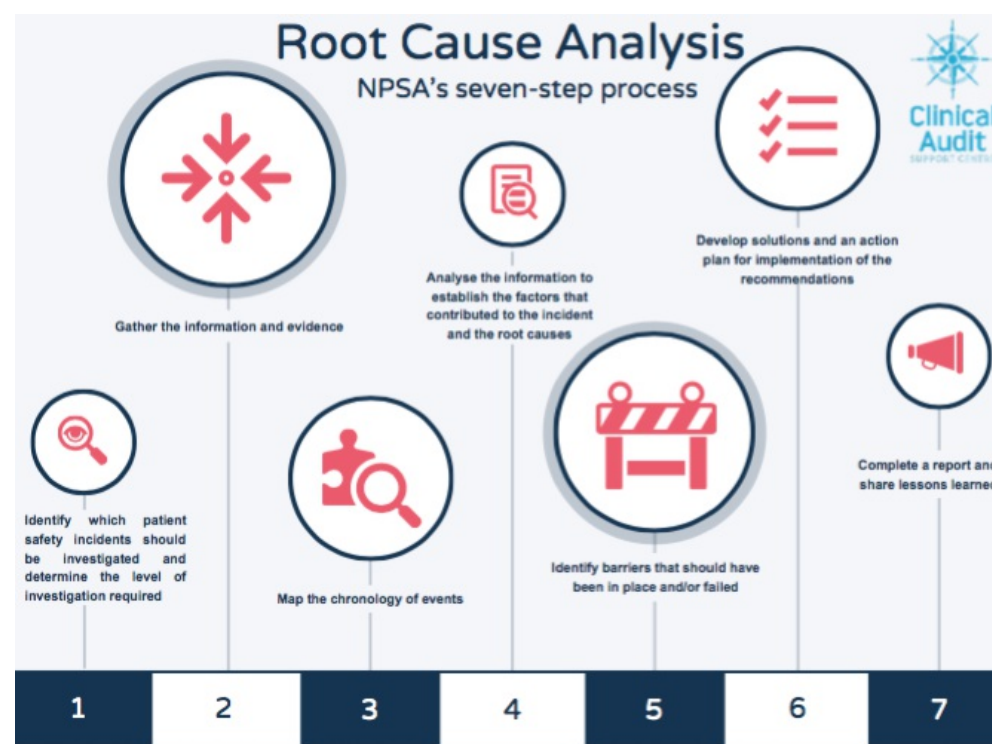 Root Cause Analysis
NPSA's seven-step process
Clinical
Audit
SUPPORT CENTRE
Identify which patient
safety incidents should
be investigated and
determine the level of
investigation required
Gather the information and evidence
Map the chronology of events
Analyse the information to
establish the factors that
contributed to the incident
and the root causes
Identify barriers that should have
been in place and/or failed
Develop solutions and an action
plan for implementation of the
recommendations
Complete a report and
share lessons learned
1
2
3
4
5
6
7